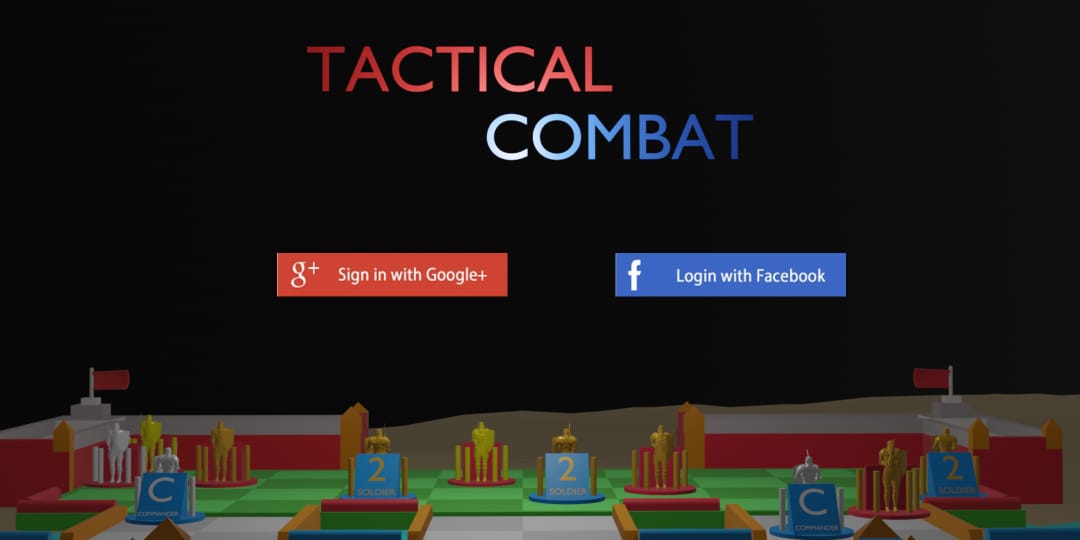 TACTICAL
COMBAT
g+ Sign in with Google+
f Login with Facebook
2
SOLDIER
2
SOLDIER
2
SOLDIER
C
COMMANDER
C
COMMANDER